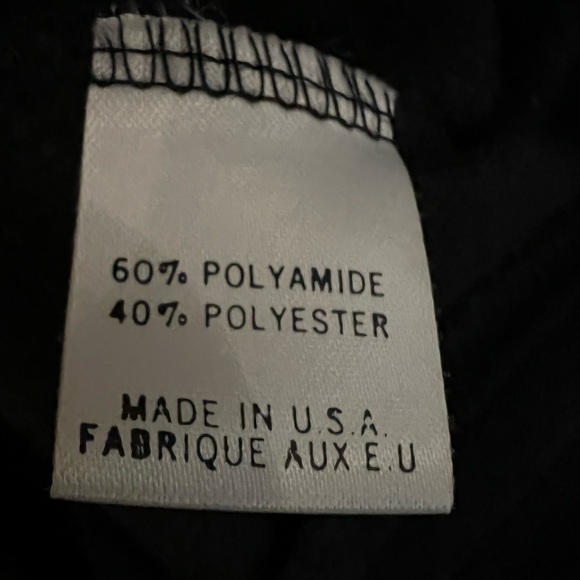 60% POLYAMIDE
40% POLYESTER
MADE IN U.S.A.
FABRIQUE AUX E.U